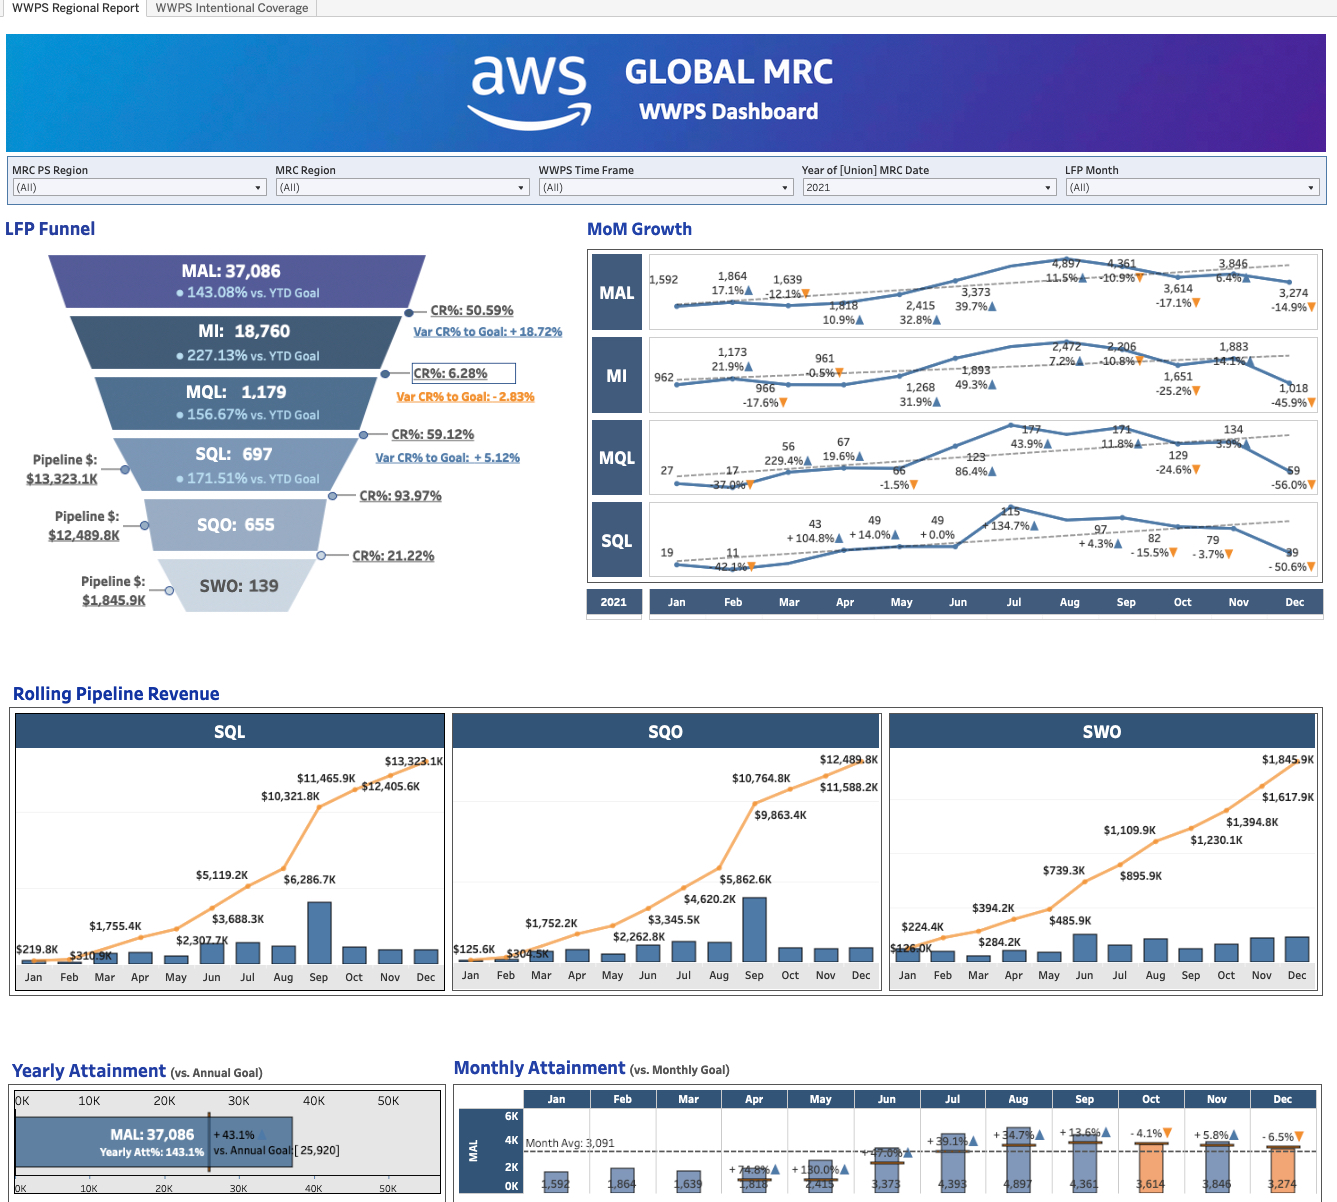 WWPS Regional Report WWPS Intentional Coverage
aws GLOBAL MRC
WWPS Dashboard
MRC PS Region MRC Region WWPS Time Frame Year of [Union] MRC Date LFP Month
(All) (All) (All) 2021 (All)
LFP Funnel
MAL: 37,086
• 143.08% vs. YTD Goal
CR%: 50.59%
Var CR% to Goal: + 18.72%
MI: 18,760
• 227.13% vs. YTD Goal
CR%: 6.28%
Var CR% to Goal: - 2.83%
MQL: 1,179
• 156.67% vs. YTD Goal
CR%: 59.12%
Var CR% to Goal: + 5.12%
SQL: 697
• 171.51% vs. YTD Goal
Pipeline $:
$13,323.1K
CR%: 93.97%
SQO: 655
Pipeline $:
$12,489.8K
CR%: 21.22%
SWO: 139
Pipeline $:
$1,845.9K
MoM Growth
MAL
1,592
1,864
17.1%▲
1,639
-12.1%▼
1,818
10.9%▲
2,415
32.8%▲
3,373
39.7%▲
4,897
11.5%▲
4,361
-10.9%▼
3,614
-17.1%▼
3,846
6.4%▲
3,274
-14.9%▼
MI
962
1,173
21.9%▲
966
-17.6%▼
961
-0.5%▼
1,268
31.9%▲
1,893
49.3%▲
2,472
7.2%▲
2,206
-10.8%▼
1,651
-25.2%▼
1,883
14.1%▲
1,018
-45.9%▼
MQL
27
17
-37.0%▼
56
229.4%▲
67
19.6%▲
66
-1.5%▼
123
86.4%▲
177
43.9%▲
171
11.8%▲
129
-24.6%▼
134
3.9%▲
59
-56.0%▼
SQL
19
11
-42.1%▼
43
+ 104.8%▲
49
+ 14.0%▲
49
+ 0.0%
115
+ 134.7%▲
97
+ 4.3%▲
82
- 15.5%▼
79
- 3.7%▼
39
- 50.6%▼
2021 Jan Feb Mar Apr May Jun Jul Aug Sep Oct Nov Dec
Rolling Pipeline Revenue
SQL
$219.8K
$310.9K
$1,755.4K
$2,307.7K
$3,688.3K
$5,119.2K
$6,286.7K
$10,321.8K
$11,465.9K
$12,405.6K
$13,323.1K
Jan Feb Mar Apr May Jun Jul Aug Sep Oct Nov Dec
SQO
$125.6K
$304.5K
$1,752.2K
$2,262.8K
$3,345.5K
$4,620.2K
$5,862.6K
$9,863.4K
$10,764.8K
$11,588.2K
$12,489.8K
Jan Feb Mar Apr May Jun Jul Aug Sep Oct Nov Dec
SWO
$126.0K
$224.4K
$284.2K
$394.2K
$485.9K
$739.3K
$895.9K
$1,109.9K
$1,230.1K
$1,394.8K
$1,617.9K
$1,845.9K
Jan Feb Mar Apr May Jun Jul Aug Sep Oct Nov Dec
Yearly Attainment (vs. Annual Goal)
0K 10K 20K 30K 40K 50K
MAL: 37,086 + 43.1% ▲
Yearly Att%: 143.1% vs. Annual Goal:[ 25,920]
0K 10K 20K 30K 40K 50K
Monthly Attainment (vs. Monthly Goal)
Jan Feb Mar Apr May Jun Jul Aug Sep Oct Nov Dec
MAL
6K
4K
2K
0K
Month Avg: 3,091
+ 74.8%▲ + 130.0%▲ + 47.0%▲ + 39.1%▲ + 34.7%▲ + 13.6%▲ - 4.1%▼ + 5.8%▲ - 6.5%▼
1,592 1,864 1,639 1,818 2,415 3,373 4,393 4,897 4,361 3,614 3,846 3,274